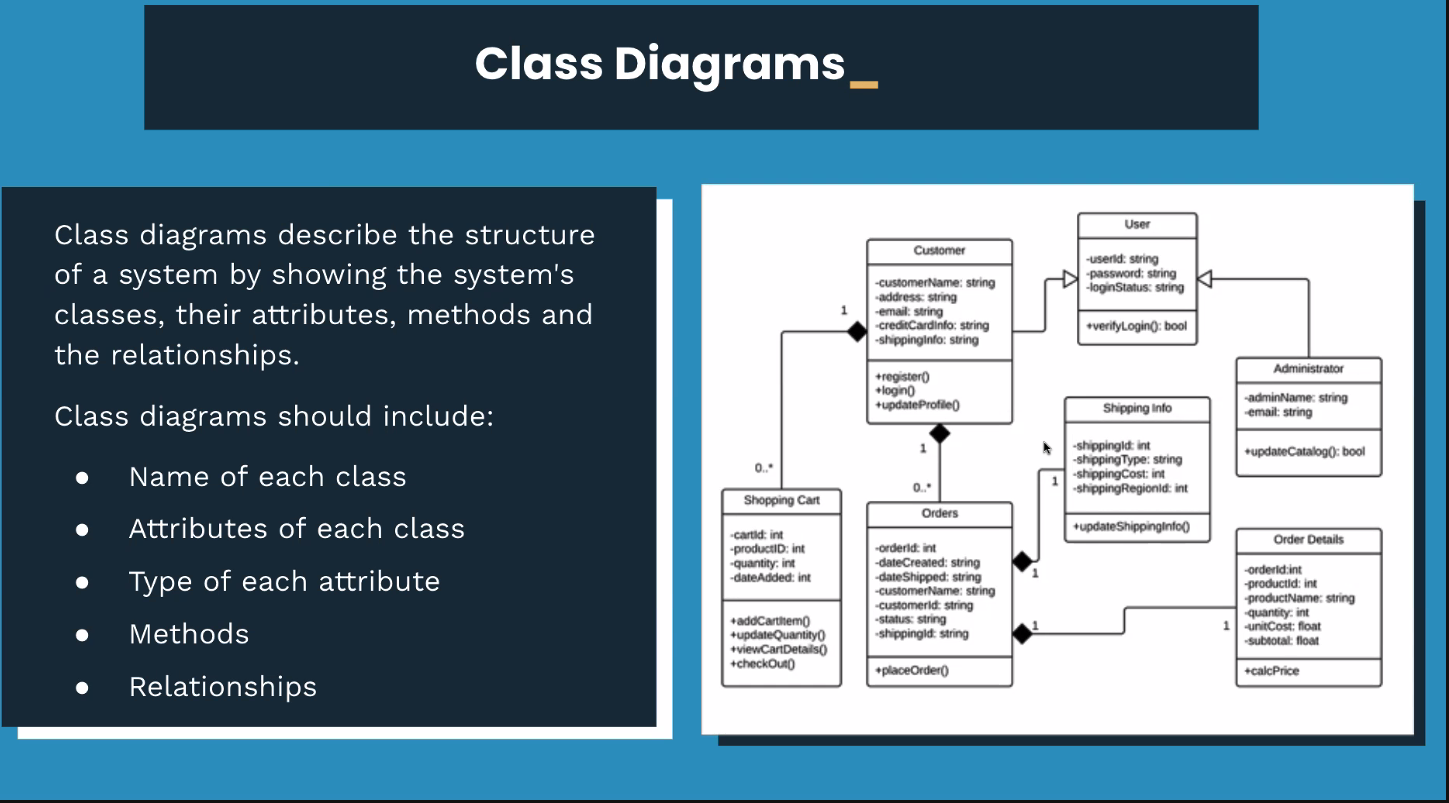 Class Diagrams_
Class diagrams describe the structure
of a system by showing the system's
classes, their attributes, methods and
the relationships.
Class diagrams should include:
● Name of each class
● Attributes of each class
● Type of each attribute
● Methods
● Relationships
Customer
-customerName: string
-address: string
-email: string
-creditCardInfo: string
-shippingInfo: string
+register()
+login()
+updateProfile()
User
-userId: string
-password: string
-loginStatus: string
+verifyLogin(): bool
Administrator
-adminName: string
-email: string
+updateCatalog(): bool
Shipping Info
-shippingId: int
-shippingType: string
-shippingCost: int
-shippingRegionId: int
+updateShippingInfo()
Shopping Cart
-cartId: int
-productID: int
-quantity: int
-dateAdded: int
+addCartItem()
+updateQuantity()
+viewCartDetails()
+checkOut()
Orders
-orderId: int
-dateCreated: string
-dateShipped: string
-customerName: string
-customerId: string
-status: string
-shippingId: string
+placeOrder()
Order Details
-orderId:int
-productId: int
-productName: string
-quantity: int
-unitCost: float
-subtotal: float
+calcPrice
1
0..*
1
0..*
1
1
1
1